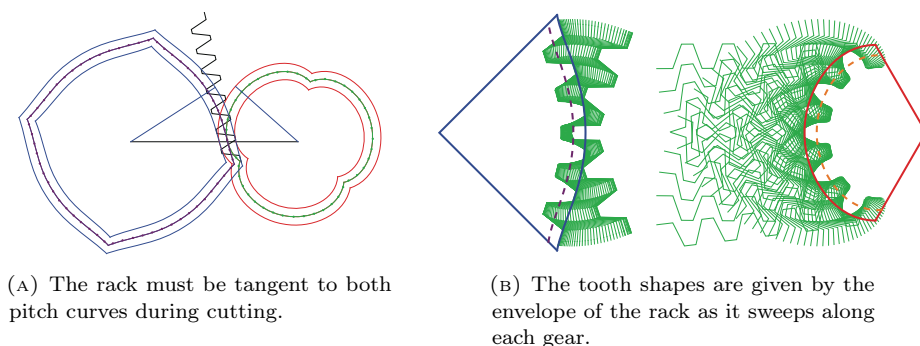 (A) The rack must be tangent to both
pitch curves during cutting.
(B) The tooth shapes are given by the
envelope of the rack as it sweeps along
each gear.